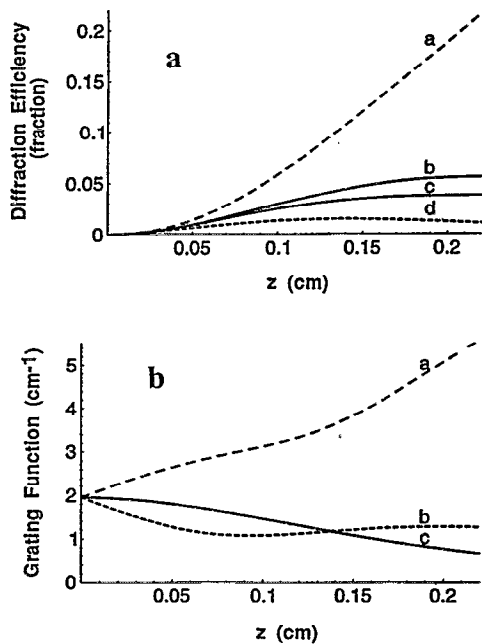 0.2
0.15
0.1
0.05
0
Diffraction Efficiency
(fraction)
a
a
b
c
d
0.05 0.1 0.15 0.2
z (cm)
5
4
3
2
1
0
Grating Function (cm-1)
b
a
b
c
0 0.05 0.1 0.15 0.2
z (cm)